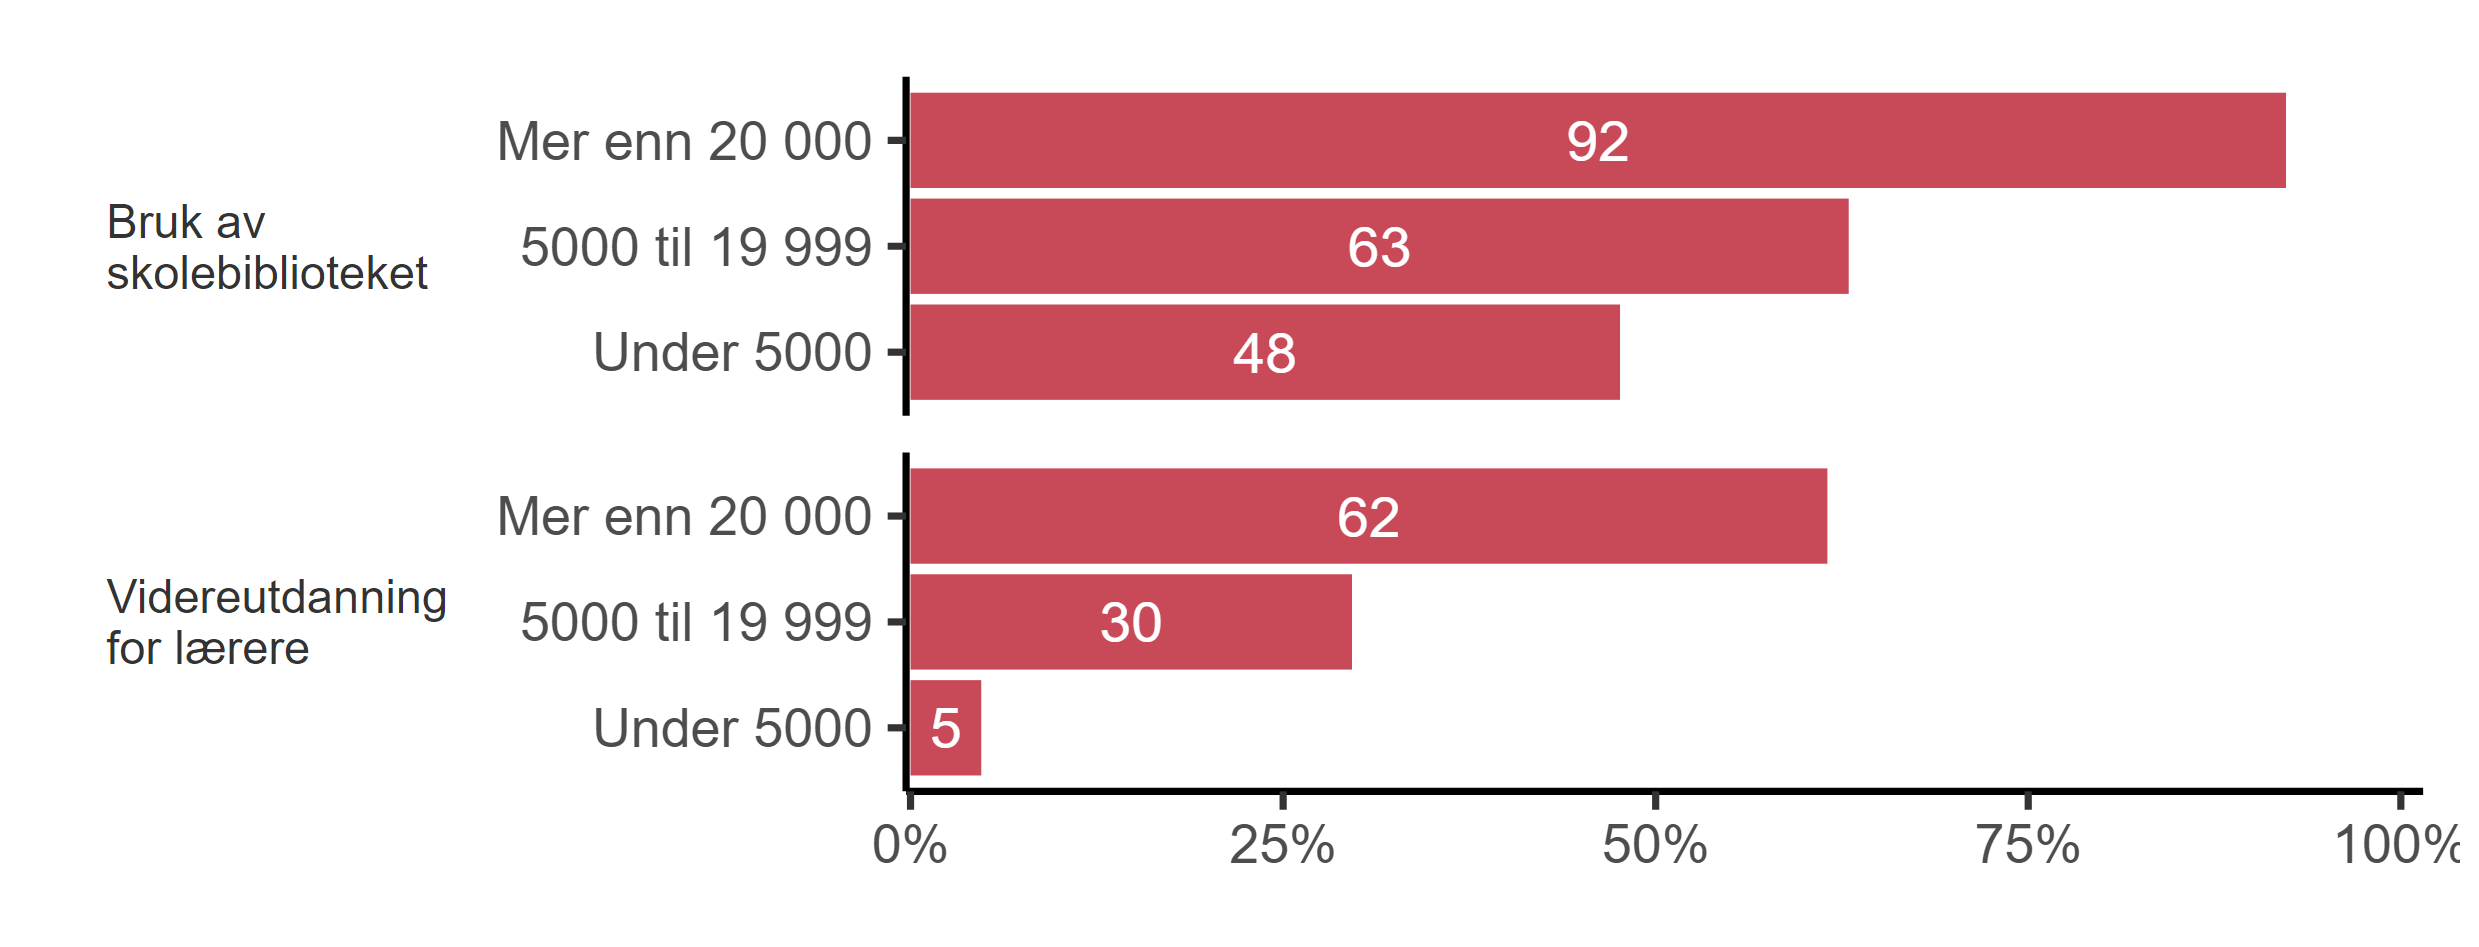 Bruk av
skolebiblioteket
Mer enn 20 000
92
5000 til 19 999
63
Under 5000
48
Videreutdanning
for lærere
Mer enn 20 000
62
5000 til 19 999
30
Under 5000
5
0%
25%
50%
75%
100%